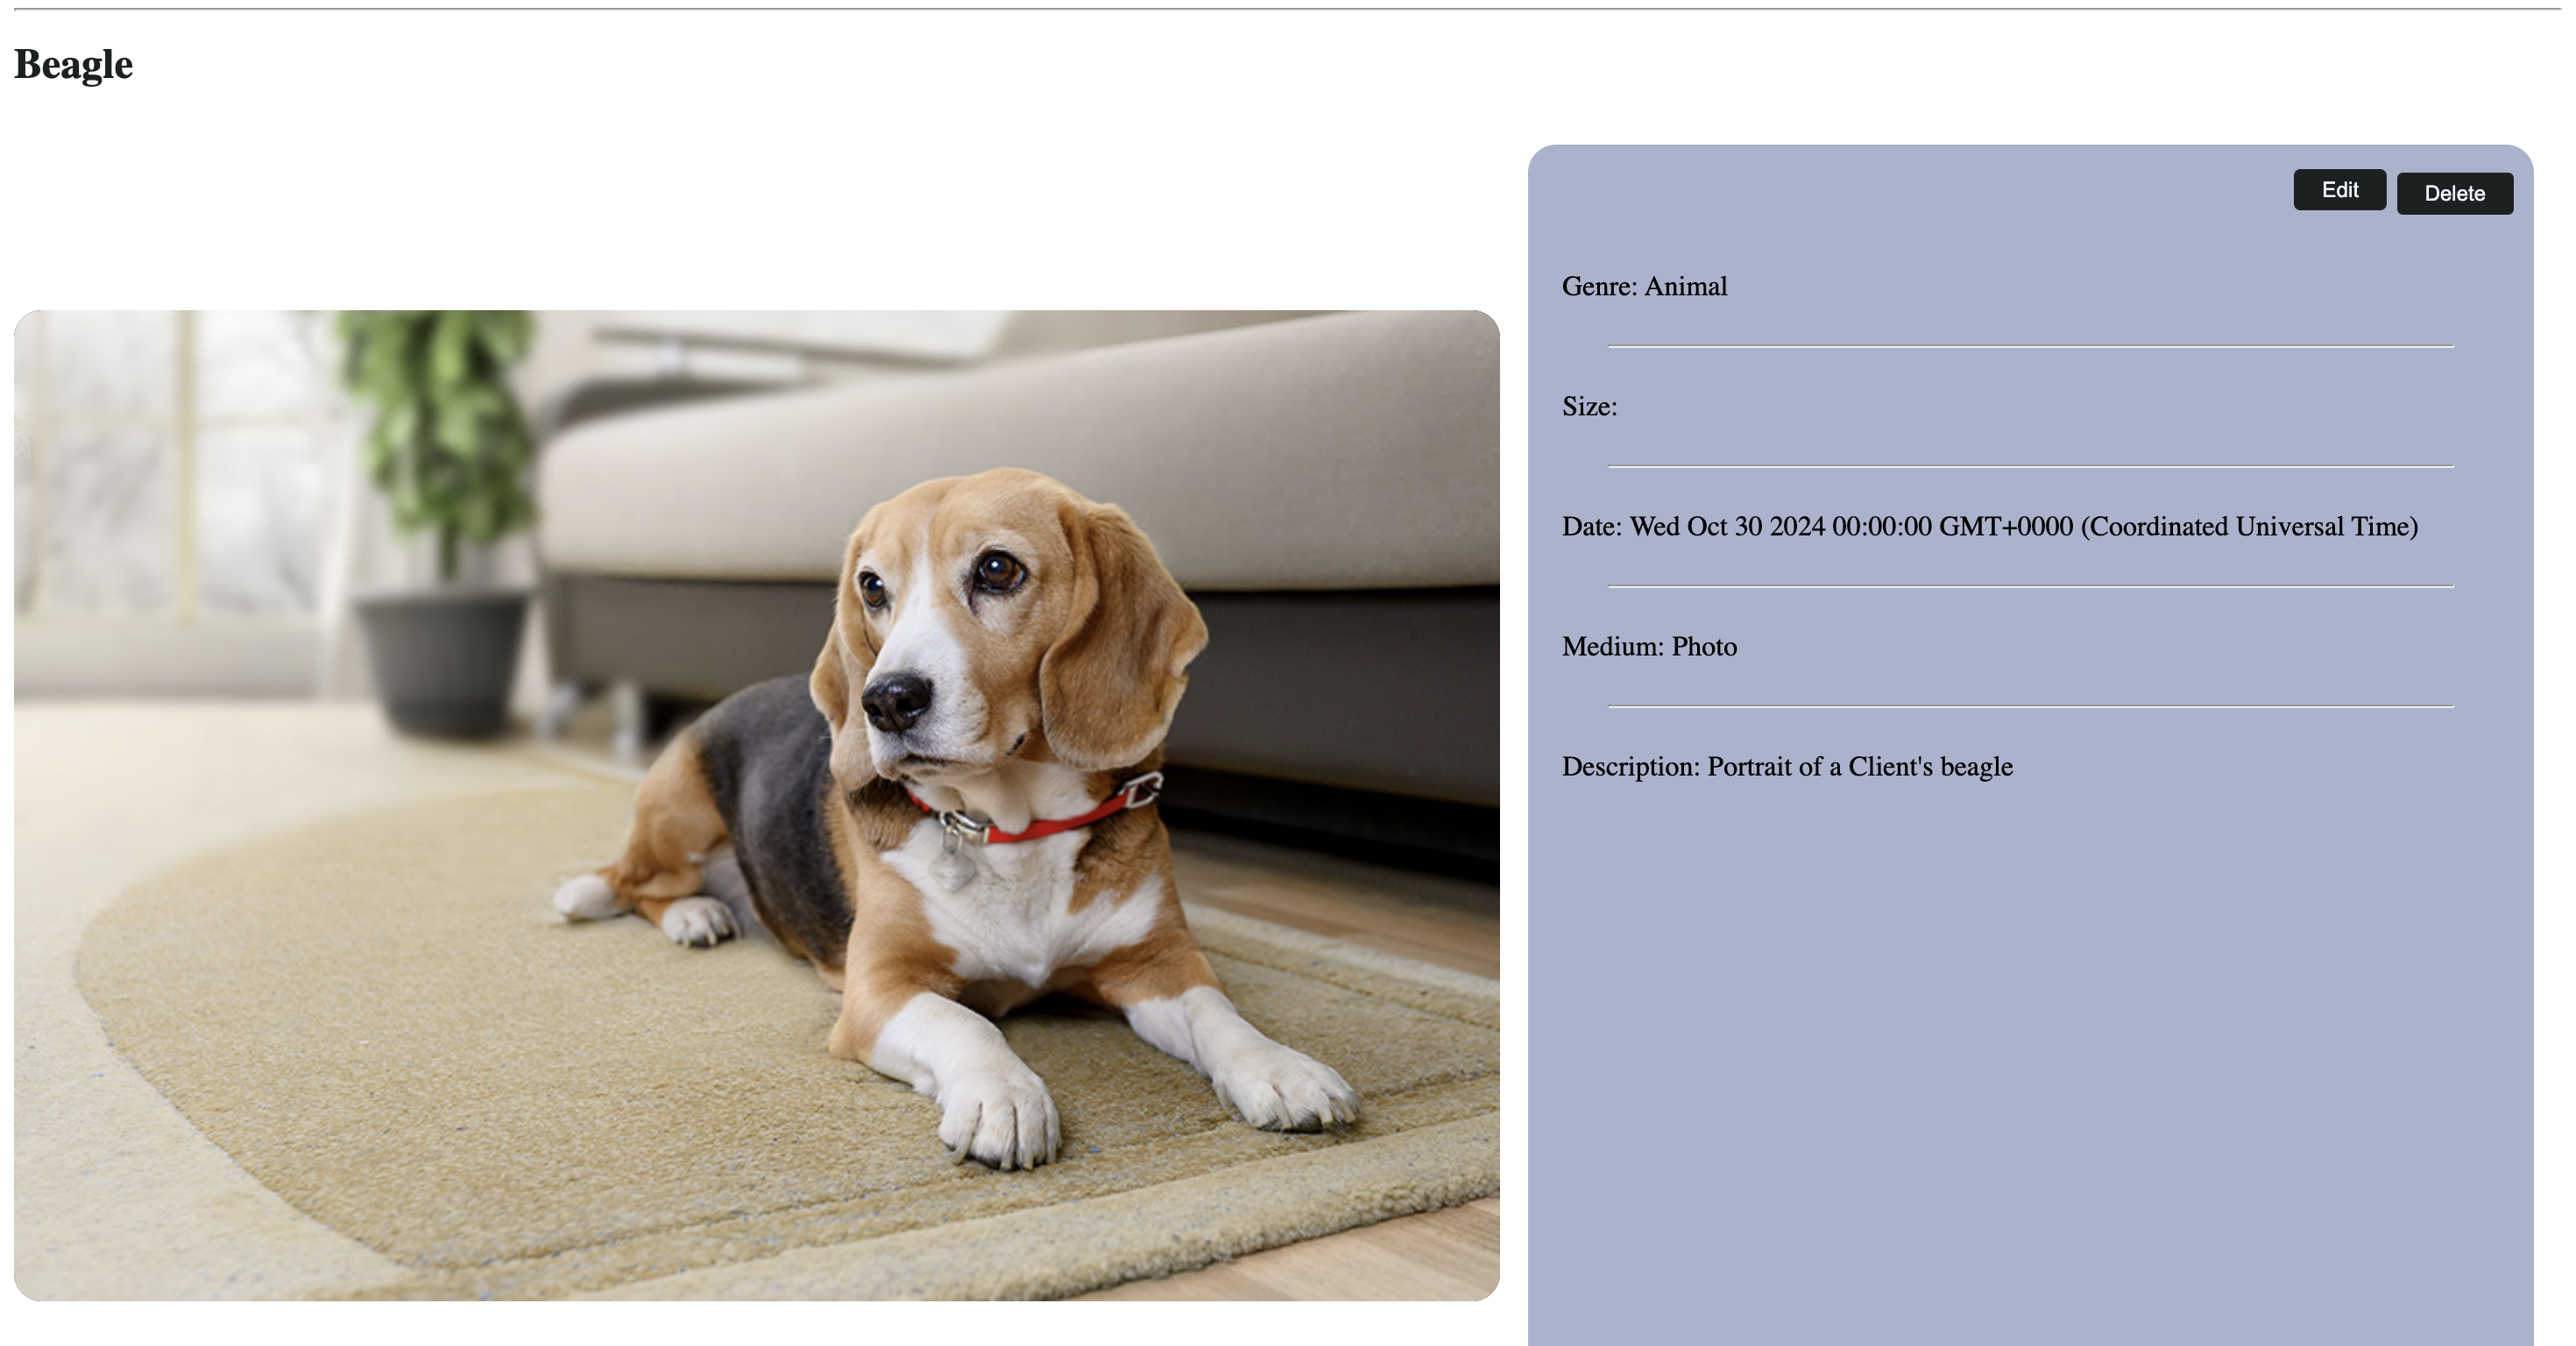 Beagle
Edit
Delete
Genre: Animal
Size:
Date: Wed Oct 30 2024 00:00:00 GMT+0000 (Coordinated Universal Time)
Medium: Photo
Description: Portrait of a Client's beagle